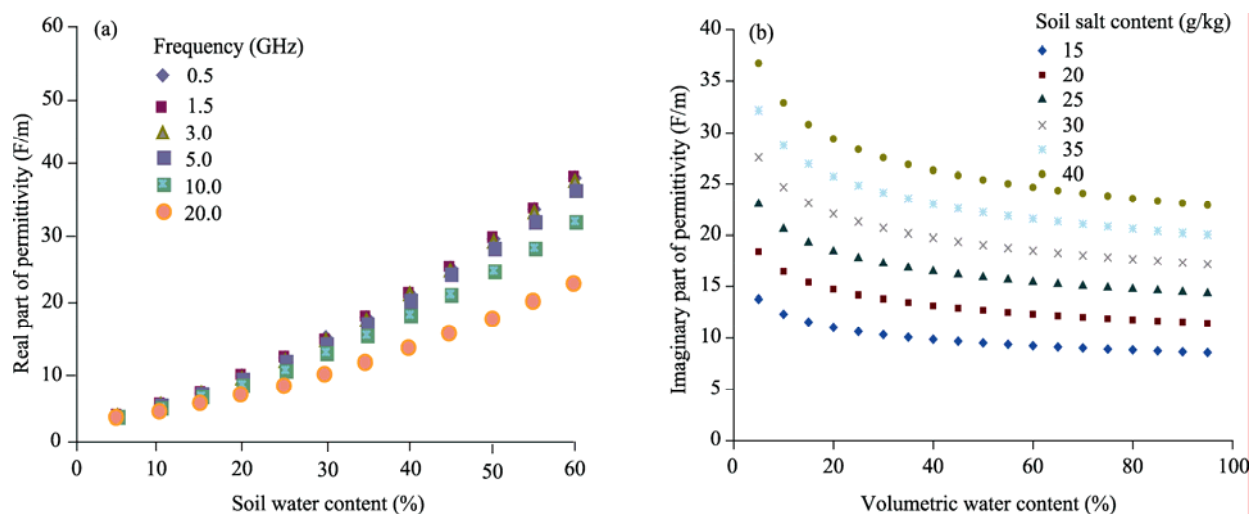 (a)
Frequency (GHz)
0.5
1.5
3.0
5.0
10.0
20.0
60
50
40
30
20
10
0
Real part of permittivity (F/m)
0 10 20 30 40 50 60
Soil water content (%)
(b)
Soil salt content (g/kg)
15
20
25
30
35
40
40
35
30
25
20
15
10
5
0
Imaginary part of permittivity (F/m)
0 20 40 60 80 100
Volumetric water content (%)